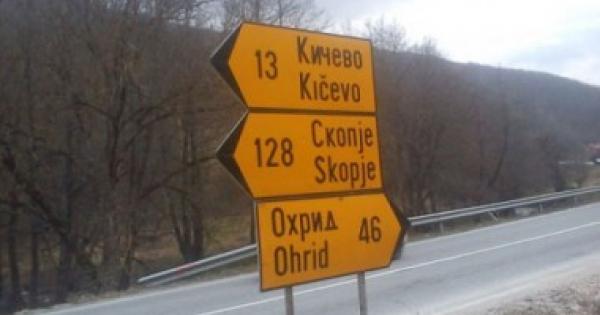 13 Кичево
Kičevo
128 Скопје
Skopje
Охрид 46
Ohrid